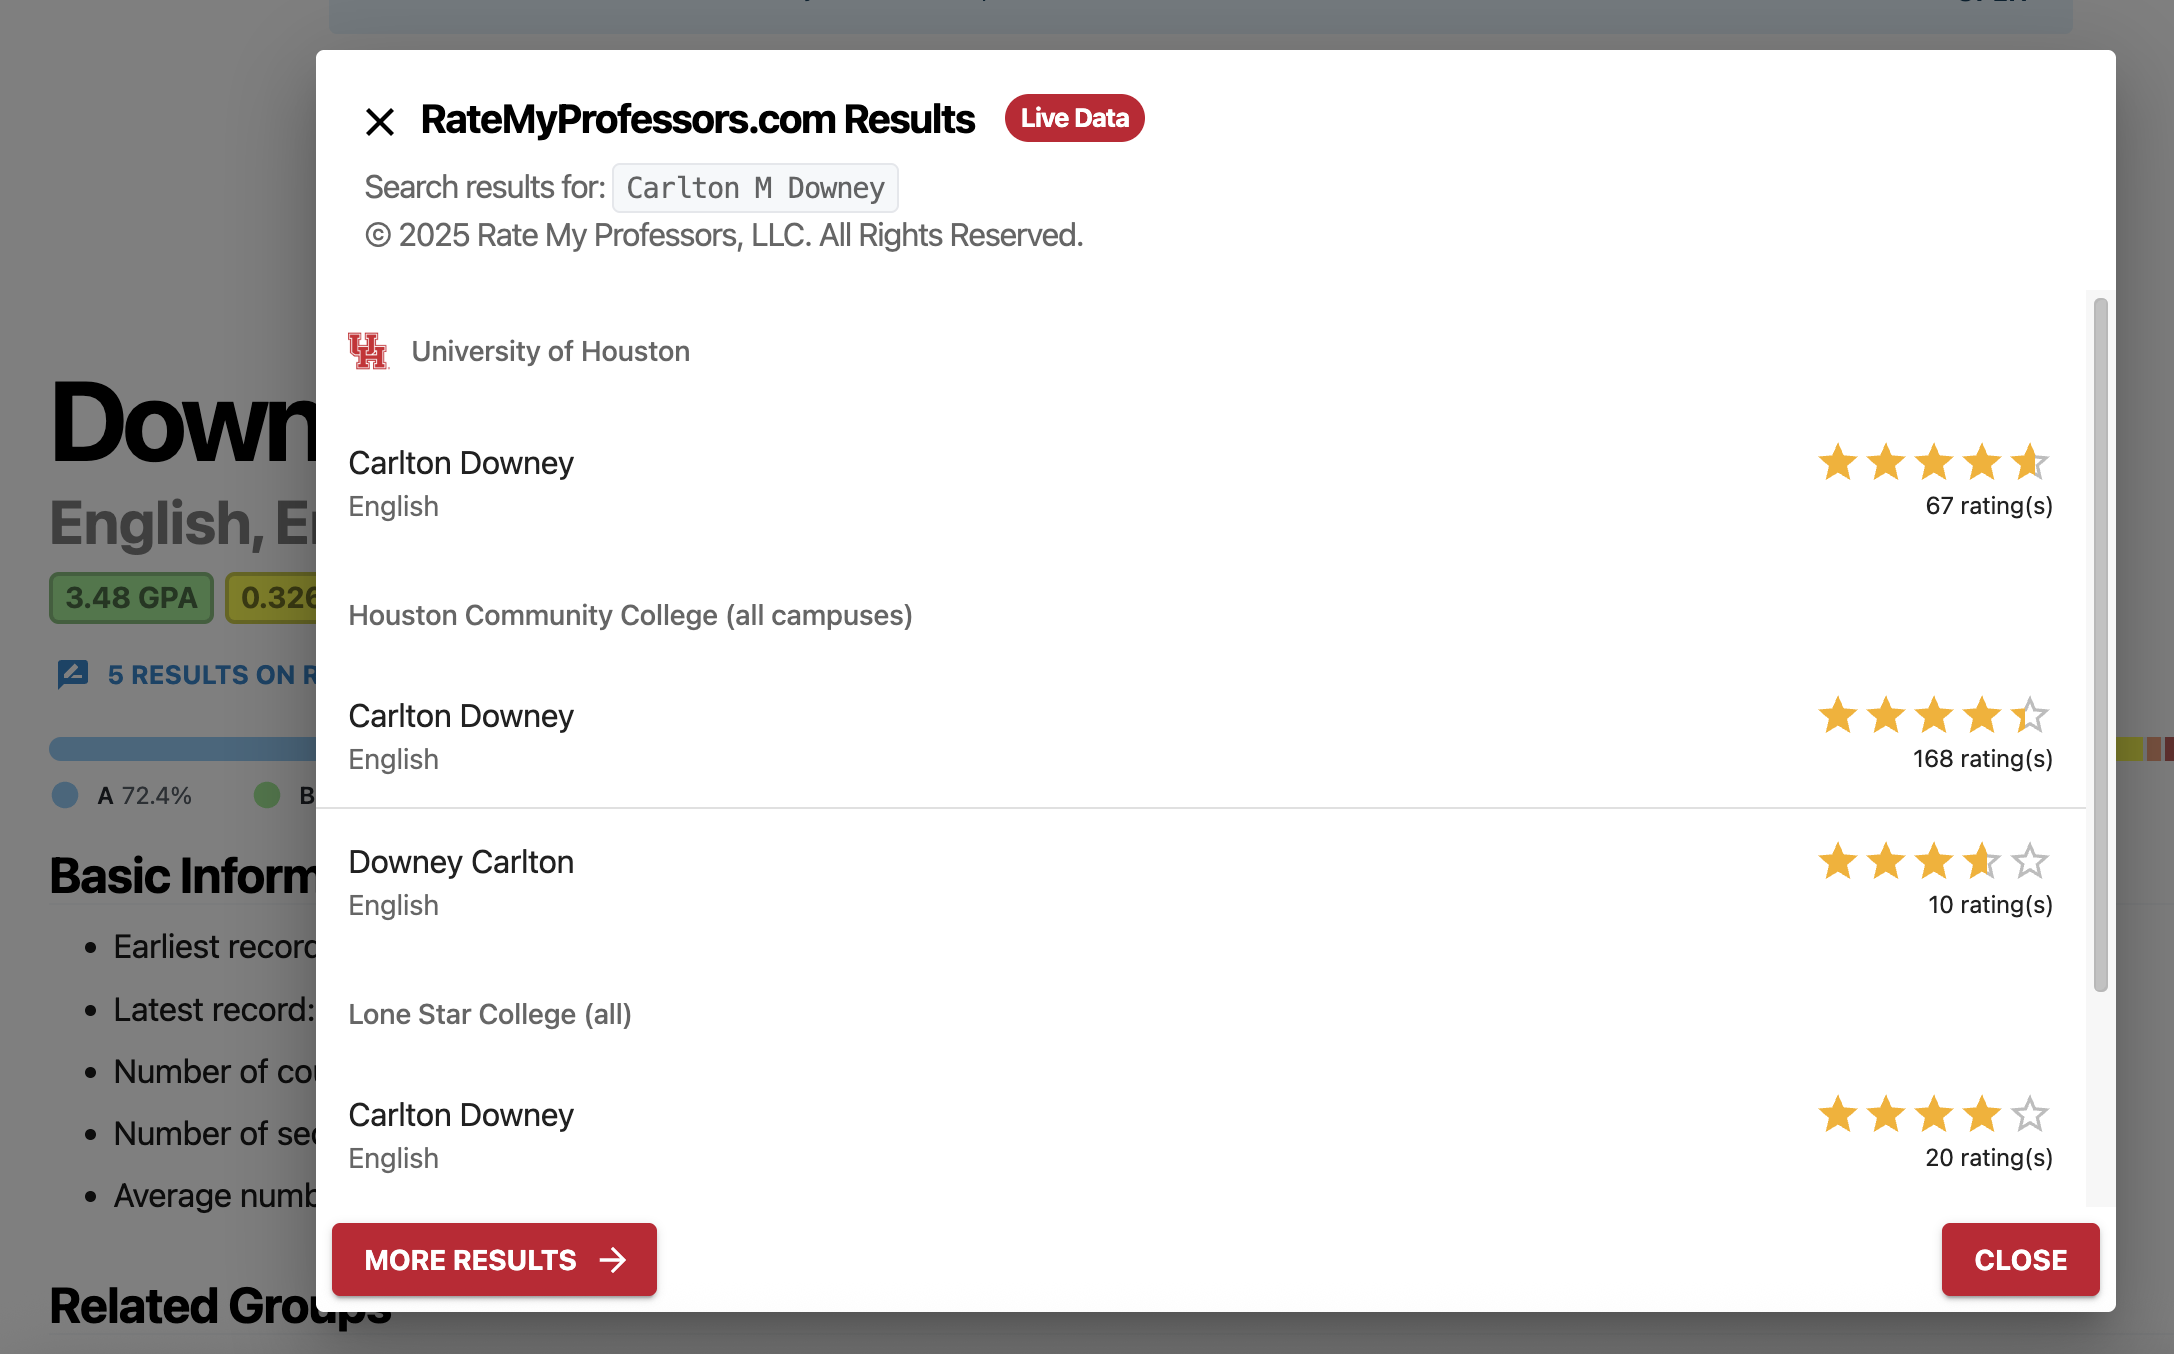 RateMyProfessors.com Results Live Data
Search results for: Carlton M Downey
© 2025 Rate My Professors, LLC. All Rights Reserved.
University of Houston
Carlton Downey
English
67 rating(s)
Houston Community College (all campuses)
Carlton Downey
English
168 rating(s)
Downey Carlton
English
10 rating(s)
Lone Star College (all)
Carlton Downey
English
20 rating(s)
MORE RESULTS
CLOSE
Down
English, E
3.48 GPA 0.326
5 RESULTS ON R
A 72.4% B
Basic Inform
Earliest record
Latest record:
Number of cou
Number of sec
Average numb
Related Groups